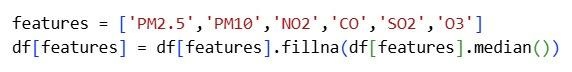 features = ['PM2.5','PM10','NO2','CO','SO2','O3']
df[features] = df[features].fillna(df[features].median())